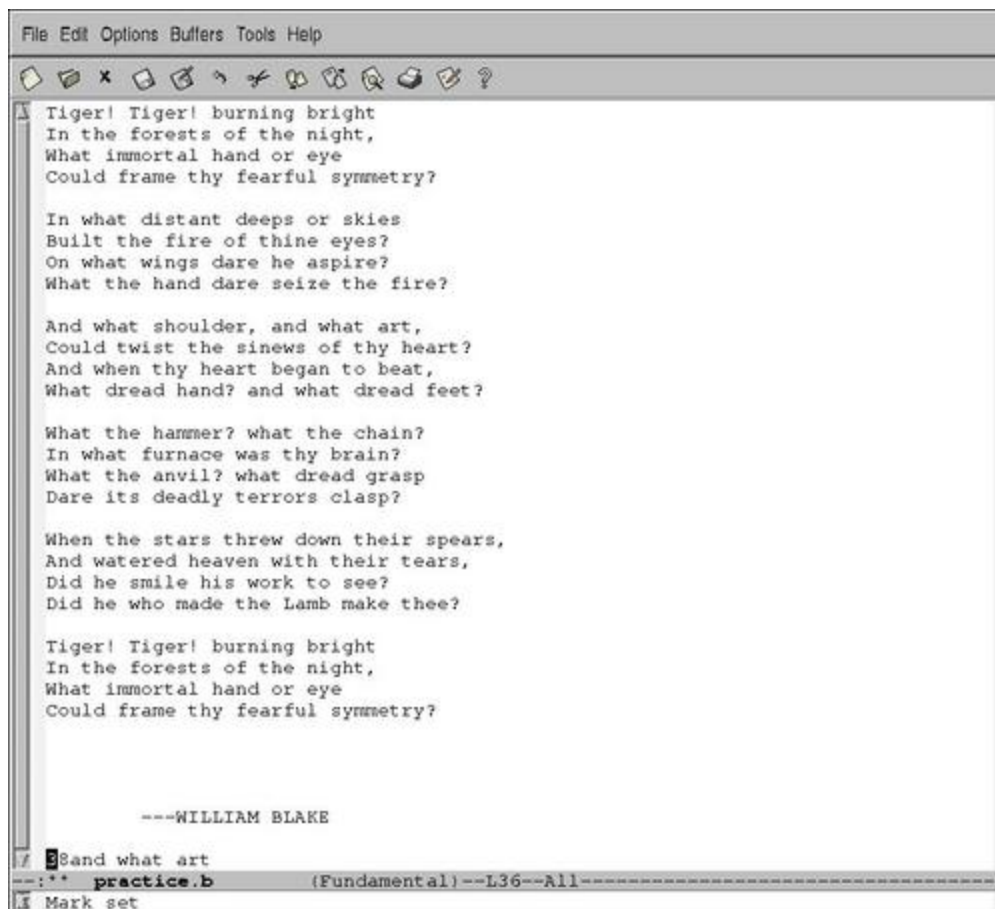 File Edit Options Buffers Tools Help
Tiger! Tiger! burning bright
In the forests of the night,
What immortal hand or eye
Could frame thy fearful symmetry?
In what distant deeps or skies
Built the fire of thine eyes?
On what wings dare he aspire?
What the hand dare seize the fire?
And what shoulder, and what art,
Could twist the sinews of thy heart?
And when thy heart began to beat,
What dread hand? and what dread feet?
What the hammer? what the chain?
In what furnace was thy brain?
What the anvil? what dread grasp
Dare its deadly terrors clasp?
When the stars threw down their spears,
And watered heaven with their tears,
Did he smile his work to see?
Did he who made the Lamb make thee?
Tiger! Tiger! burning bright
In the forests of the night,
What immortal hand or eye
Could frame thy fearful symmetry?
---WILLIAM BLAKE
38and what art
--:** practice.b (Fundamental)--L36--All-----------------------------------
Mark set